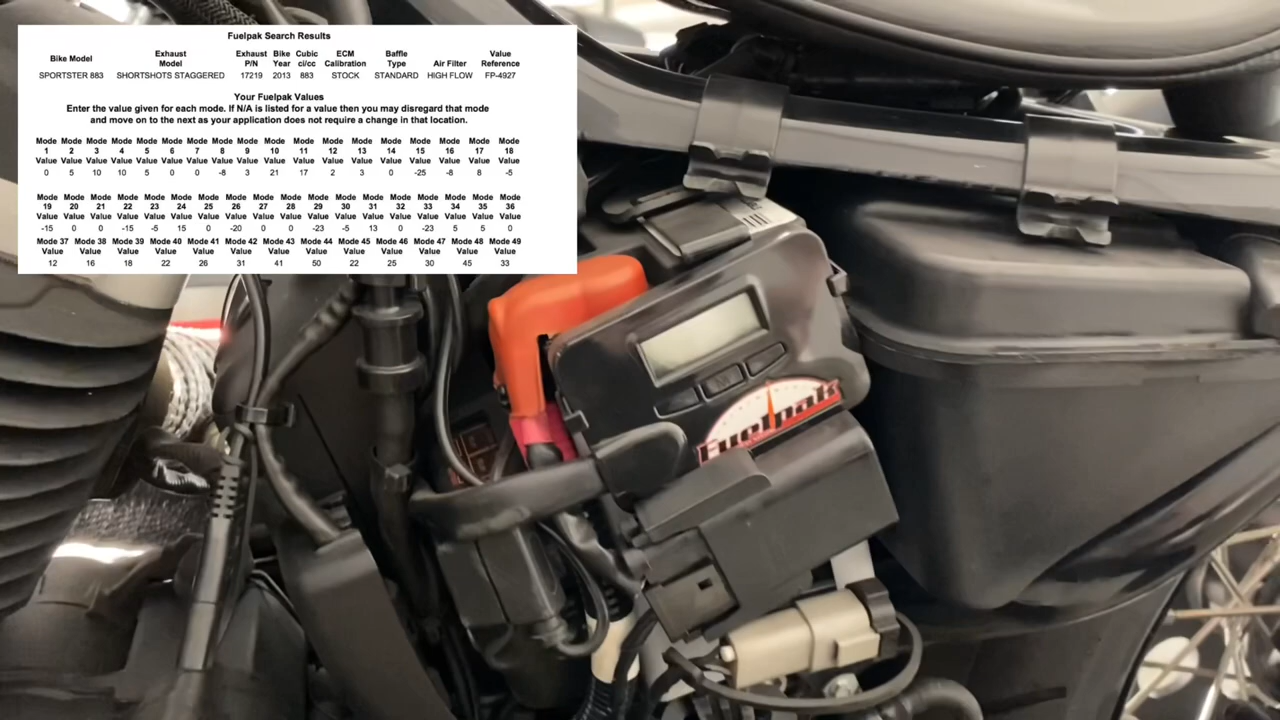 Fuelpak Search Results
Bike Model Exhaust Model Exhaust P/N Bike Year Cubic ci/cc ECM Calibration Baffle Type Air Filter Value Reference
SPORTSTER 883 SHORTSHOTS STAGGERED 17219 2013 883 STOCK STANDARD HIGH FLOW FP-4927
Your Fuelpak Values
Enter the value given for each mode. If N/A is listed for a value then you may disregard that mode
and move on to the next as your application does not require a change in that location.
Mode Mode Mode Mode Mode Mode Mode Mode Mode Mode Mode Mode Mode Mode Mode Mode Mode Mode
1 2 3 4 5 6 7 8 9 10 11 12 13 14 15 16 17 18
Value Value Value Value Value Value Value Value Value Value Value Value Value Value Value Value Value Value
0 5 10 10 5 0 0 -8 3 21 17 2 3 0 -25 -8 8 -5
Mode Mode Mode Mode Mode Mode Mode Mode Mode Mode Mode Mode Mode Mode Mode Mode Mode Mode
19 20 21 22 23 24 25 26 27 28 29 30 31 32 33 34 35 36
Value Value Value Value Value Value Value Value Value Value Value Value Value Value Value Value Value Value
-15 0 0 -15 -5 15 0 -20 0 0 -23 -5 13 0 -23 5 5 0
Mode 37 Mode 38 Mode 39 Mode 40 Mode 41 Mode 42 Mode 43 Mode 44 Mode 45 Mode 46 Mode 47 Mode 48 Mode 49
Value Value Value Value Value Value Value Value Value Value Value Value Value
12 16 18 22 26 31 41 50 22 25 30 45 33
Fuelpak